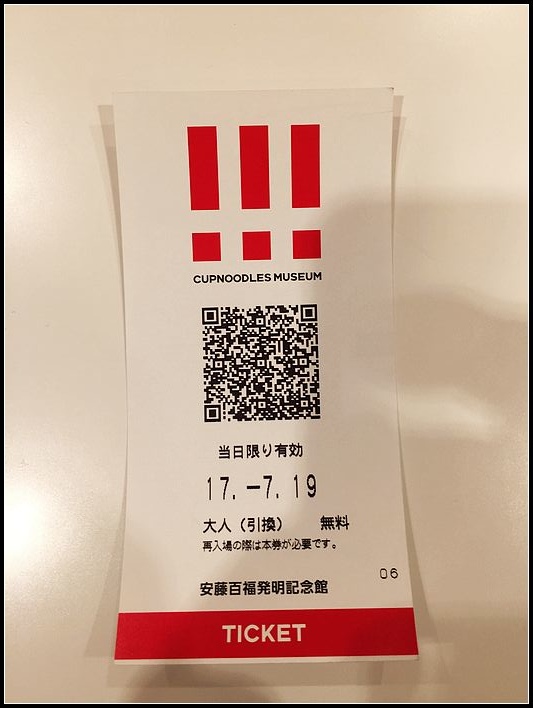 CUPNOODLES MUSEUM
当日限り有効
17.-7.19
大人（引換） 無料
再入場の際は本券が必要です。
06
安藤百福発明記念館
TICKET